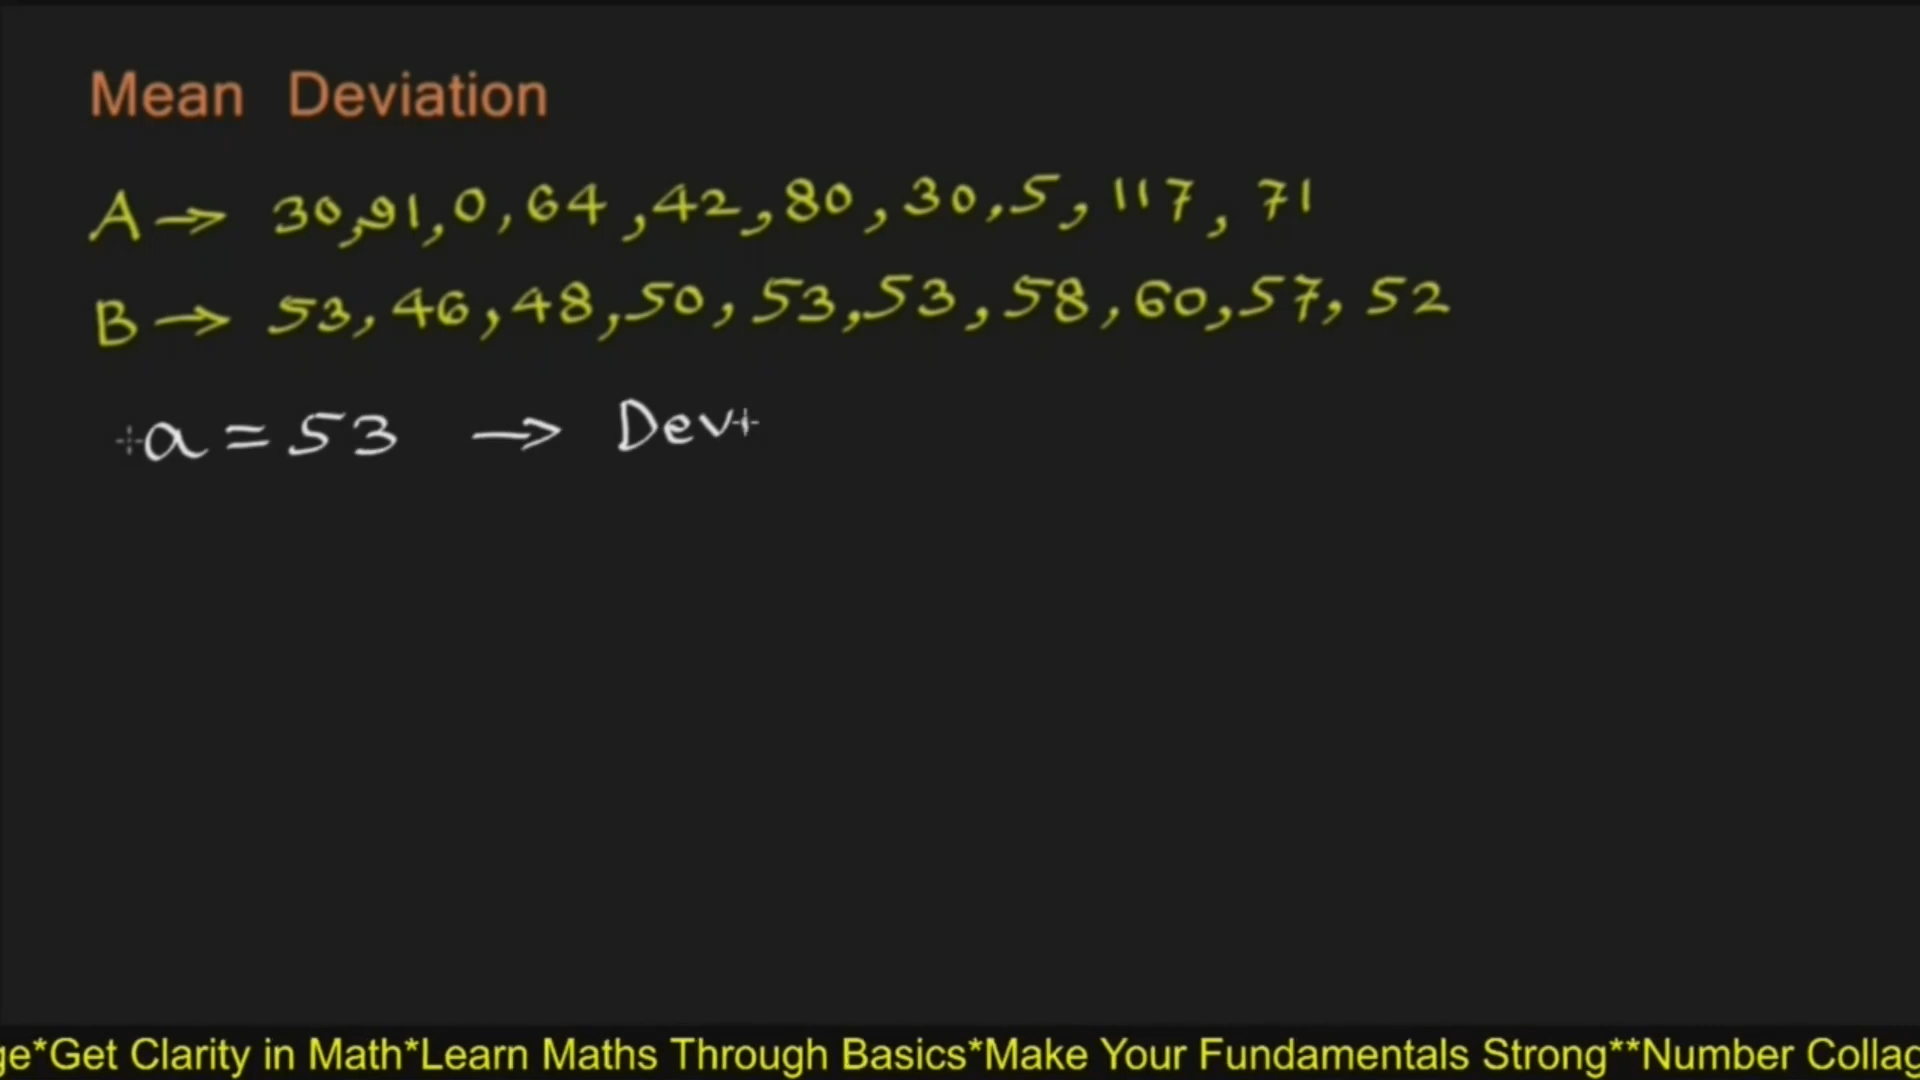 Mean Deviation
A → 30,91,0,64,42,80,30,5,117,71
B → 53,46,48,50,53,53,58,60,57,52
a = 53 → Dev
ge*Get Clarity in Math*Learn Maths Through Basics*Make Your Fundamentals Strong**Number Collag